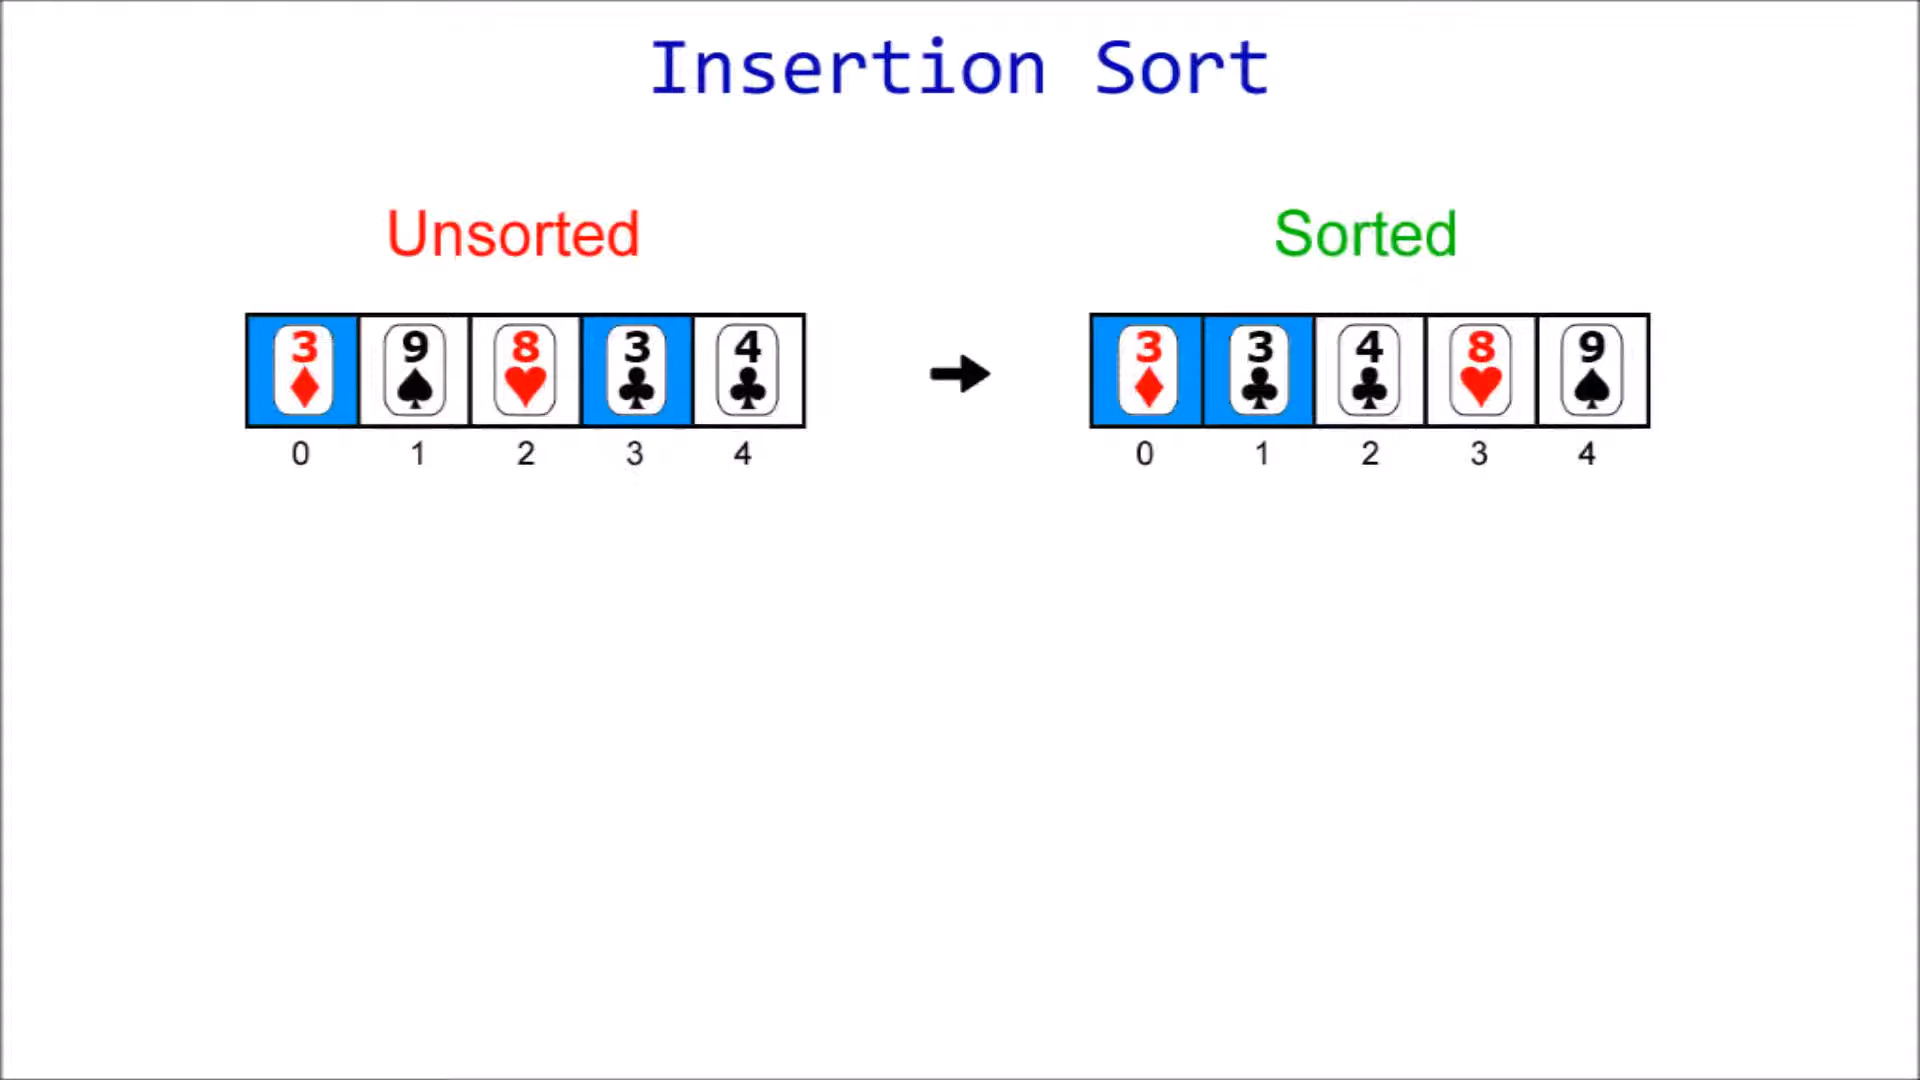 Insertion Sort
Unsorted
Sorted
3 9 8 3 4
3 3 4 8 9
0 1 2 3 4
0 1 2 3 4